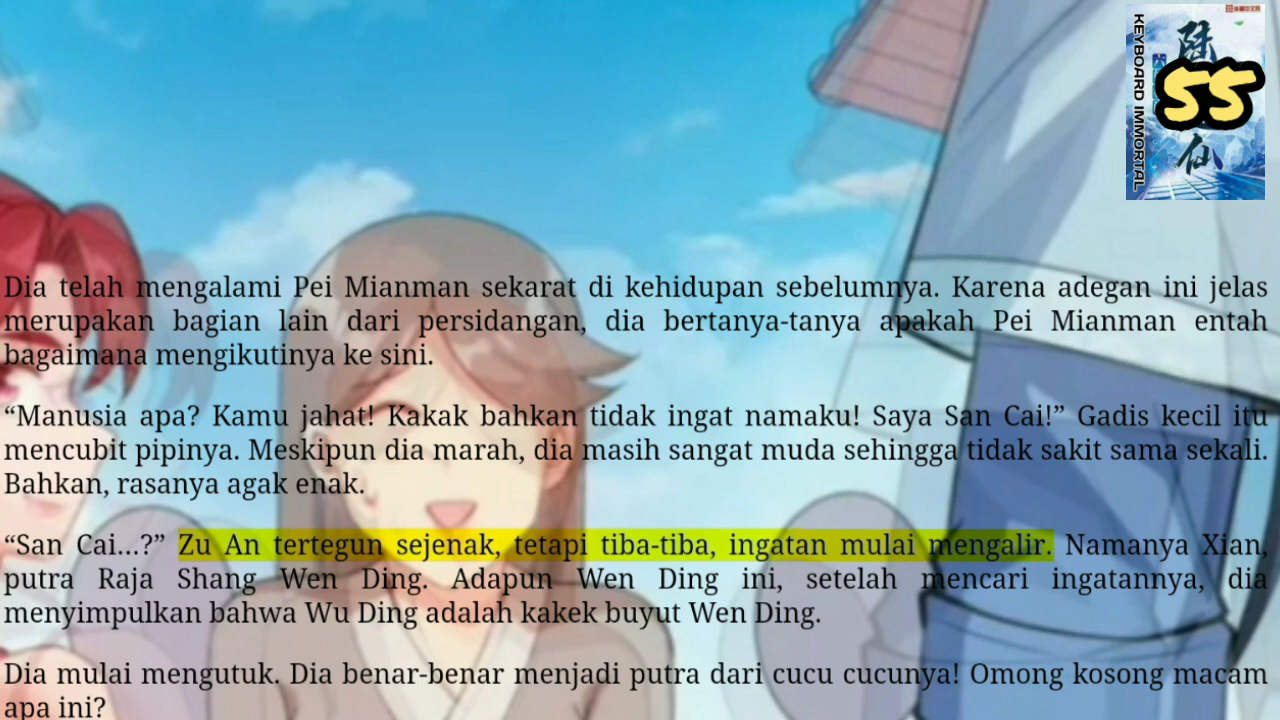 陆
KEYBOARD IMMORTAL
55
仙
Dia telah mengalami Pei Mianman sekarat di kehidupan sebelumnya. Karena adegan ini jelas
merupakan bagian lain dari persidangan, dia bertanya-tanya apakah Pei Mianman entah
bagaimana mengikutinya ke sini.
“Manusia apa? Kamu jahat! Kakak bahkan tidak ingat namaku! Saya San Cai!” Gadis kecil itu
mencubit pipinya. Meskipun dia marah, dia masih sangat muda sehingga tidak sakit sama sekali.
Bahkan, rasanya agak enak.
“San Cai...?” Zu An tertegun sejenak, tetapi tiba-tiba, ingatan mulai mengalir. Namanya Xian,
putra Raja Shang Wen Ding. Adapun Wen Ding ini, setelah mencari ingatannya, dia
menyimpulkan bahwa Wu Ding adalah kakek buyut Wen Ding.
Dia mulai mengutuk. Dia benar-benar menjadi putra dari cucu cucunya! Omong kosong macam
apa ini?